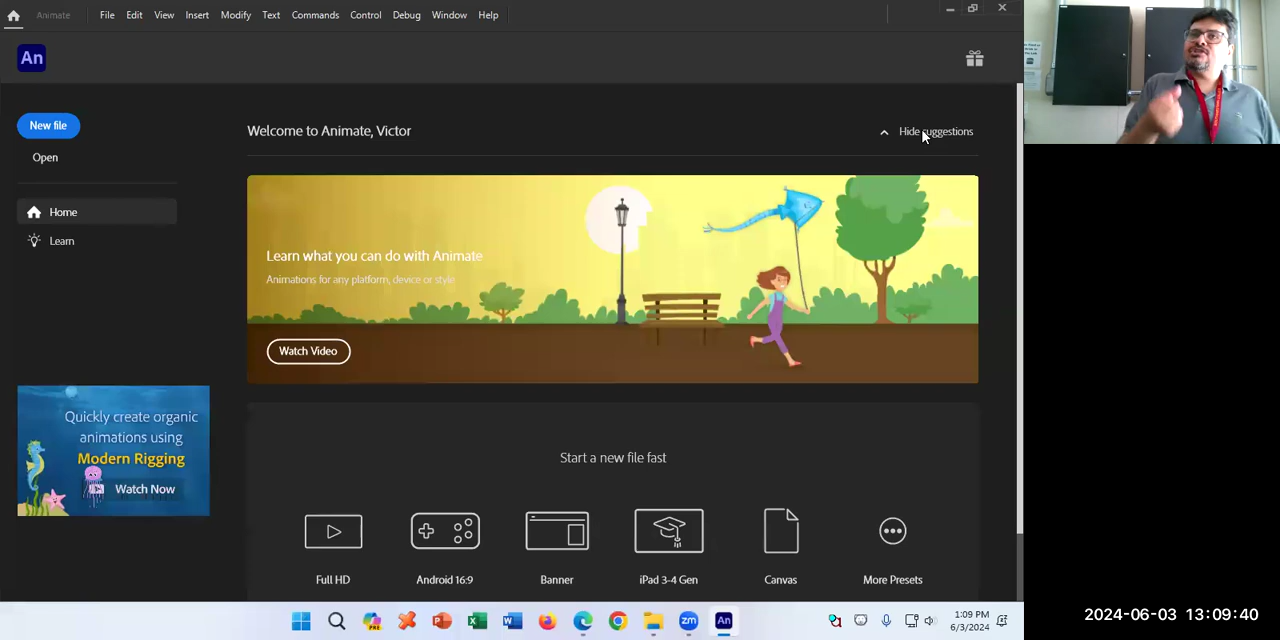 Animate File Edit View Insert Modify Text Commands Control Debug Window Help
An
New file
Open
Home
Learn
Quickly create organic
animations using
Modern Rigging
Watch Now
Welcome to Animate, Victor
Hide suggestions
Learn what you can do with Animate
Animations for any platform, device or style
Watch Video
Start a new file fast
Full HD Android 16:9 Banner iPad 3-4 Gen Canvas More Presets
zm An
1:09 PM
6/3/2024
2024-06-03 13:09:40